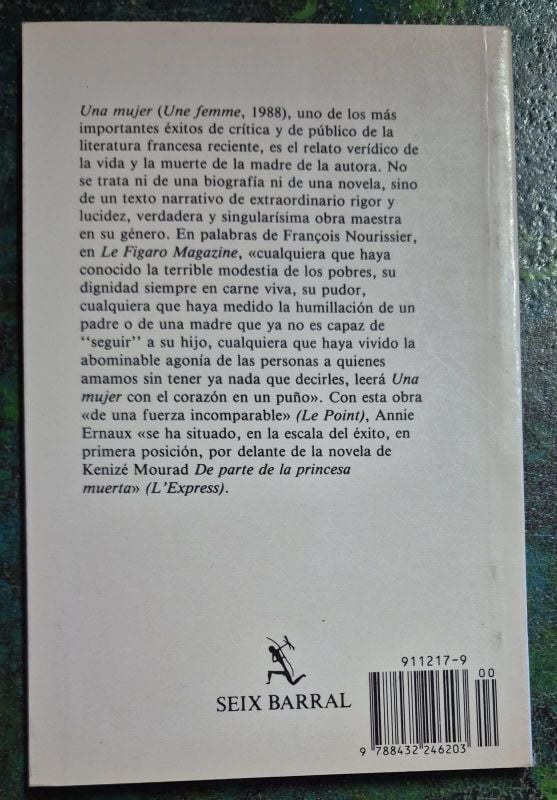 Una mujer (Une femme, 1988), uno de los más
importantes éxitos de crítica y de público de la
literatura francesa reciente, es el relato verídico de
la vida y la muerte de la madre de la autora. No
se trata ni de una biografía ni de una novela, sino
de un texto narrativo de extraordinario rigor y
lucidez, verdadera y singularísima obra maestra
en su género. En palabras de François Nourissier,
en Le Figaro Magazine, «cualquiera que haya
conocido la terrible modestia de los pobres, su
dignidad siempre en carne viva, su pudor,
cualquiera que haya medido la humillación de un
padre o de una madre que ya no es capaz de
‘‘seguir’’ a su hijo, cualquiera que haya vivido la
abominable agonía de las personas a quienes
amamos sin tener ya nada que decirles, leerá Una
mujer con el corazón en un puño». Con esta obra
«de una fuerza incomparable» (Le Point), Annie
Ernaux «se ha situado, en la escala del éxito, en
primera posición, por delante de la novela de
Kenizé Mourad De parte de la princesa
muerta» (L'Express).
SEIX BARRAL
911217-9
00
9 788432 246203